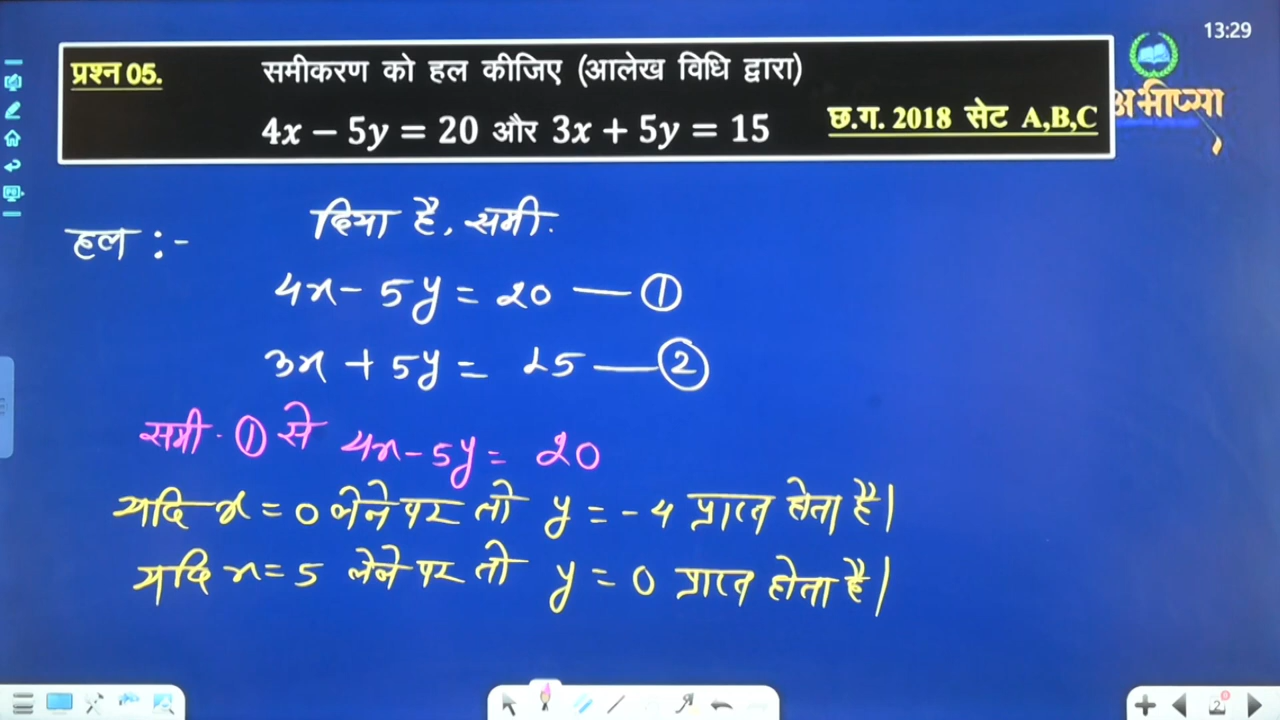 13:29
प्रश्न 05. समीकरण को हल कीजिए (आलेख विधि द्वारा)
4x − 5y = 20 और 3x + 5y = 15 छ.ग. 2018 सेट A,B,C
अभीप्सा
हल :- दिया है, समी.
4x - 5y = 20 — ①
3x + 5y = 25 — ②
समी. ① से 4x - 5y = 20
यदि x = 0 लेने पर तो y = -4 प्राप्त होता है।
यदि x = 5 लेने पर तो y = 0 प्राप्त होता है।
2